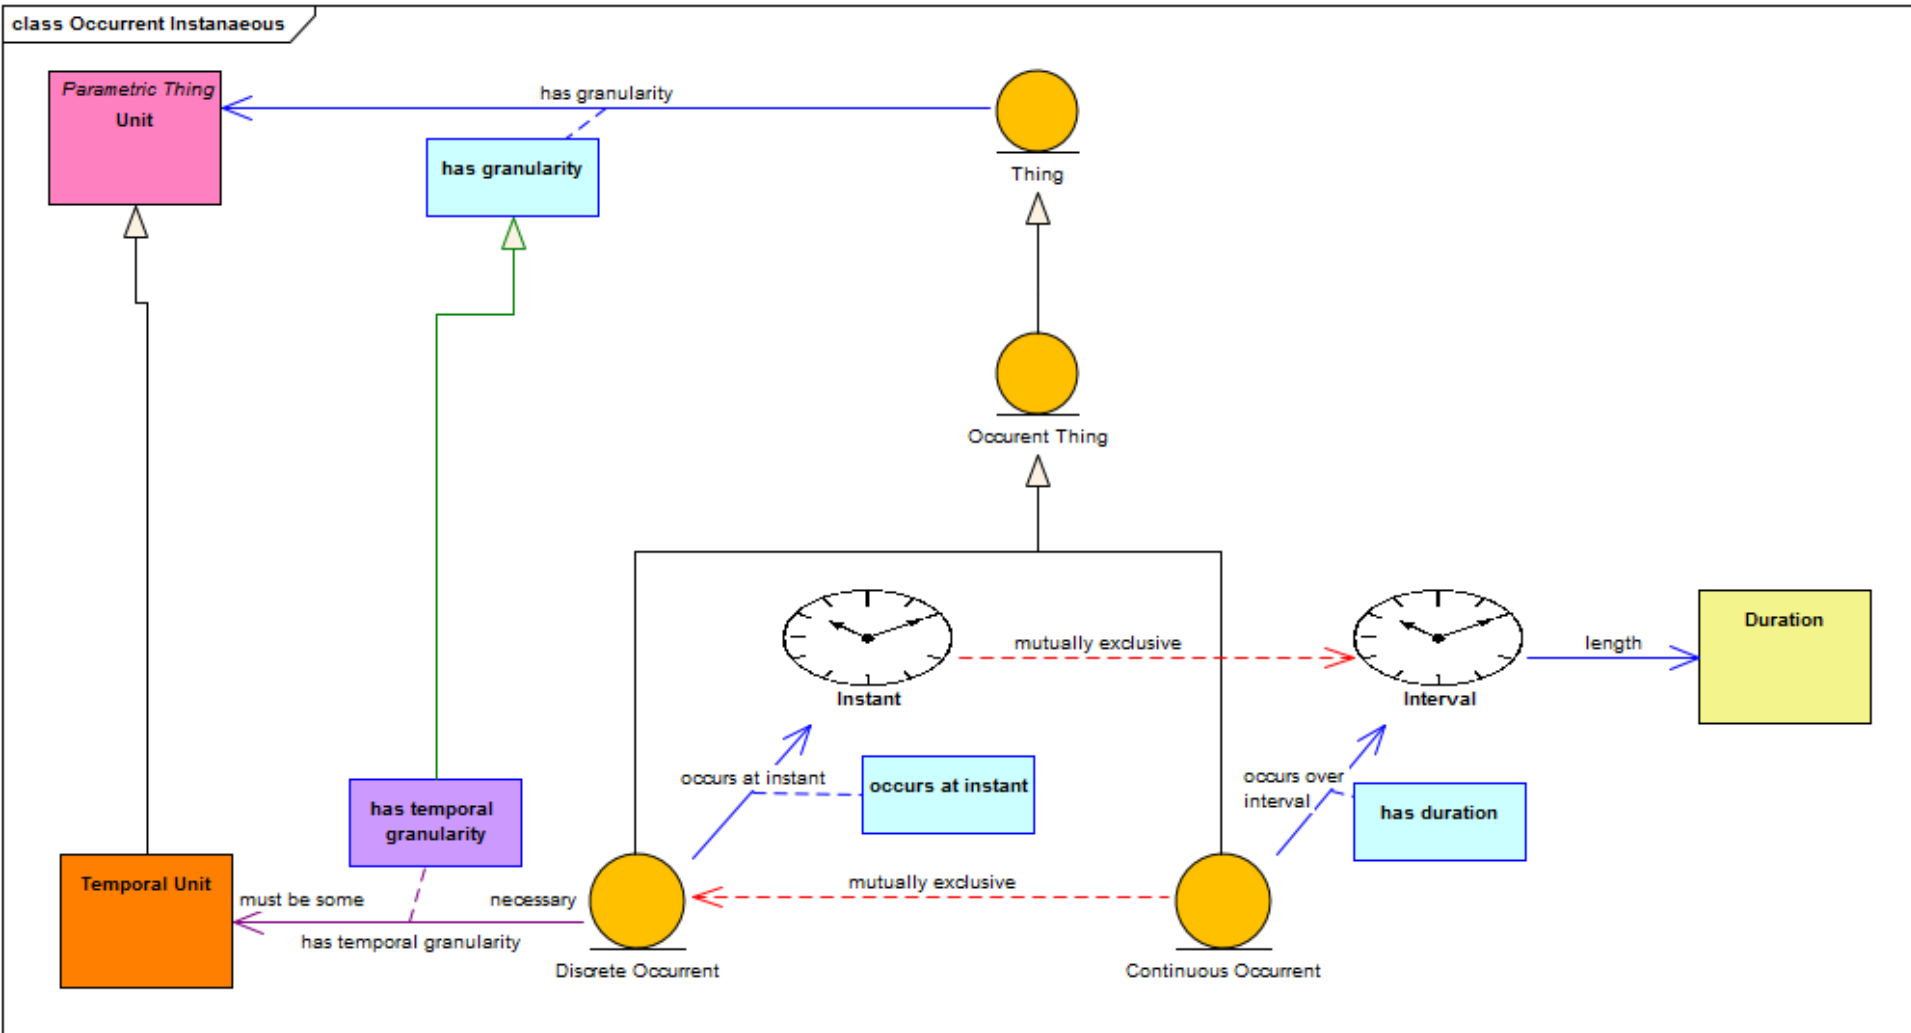 class Occurrent Instanaeous
Parametric Thing
Unit
has granularity
has granularity
Thing
Occurent Thing
mutually exclusive
Instant
Interval
length
Duration
occurs at instant
occurs at instant
occurs over
interval
has duration
has temporal
granularity
Temporal Unit
must be some
necessary
has temporal granularity
mutually exclusive
Discrete Occurrent
Continuous Occurrent